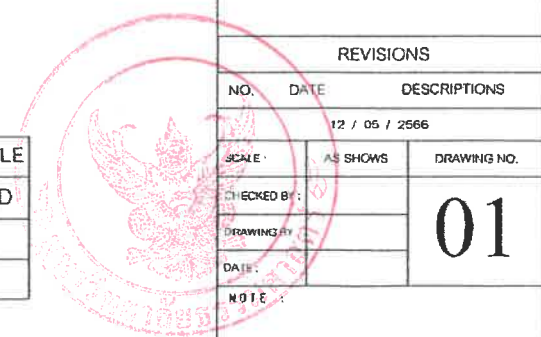 REVISIONS
NO. DATE DESCRIPTIONS
12 / 05 / 2566
LE
SCALE : AS SHOWS DRAWING NO.
D
CHECKED BY :
01
DRAWING BY
DATE :
NOTE :